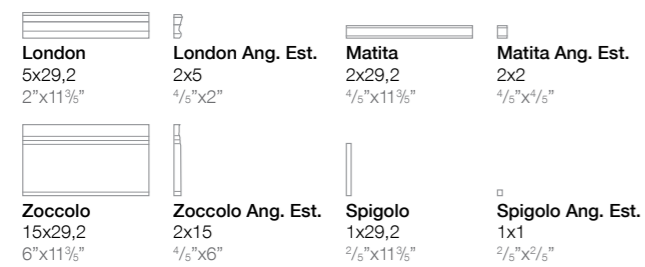 London
5x29,2
2”x11⅗”
London Ang. Est.
2x5
⁴/₅”x2”
Matita
2x29,2
⁴/₅”x11⅗”
Matita Ang. Est.
2x2
⁴/₅”x⁴/₅”
Zoccolo
15x29,2
6”x11⅗”
Zoccolo Ang. Est.
2x15
⁴/₅”x6”
Spigolo
1x29,2
²/₅”x11⅗”
Spigolo Ang. Est.
1x1
²/₅”x²/₅”